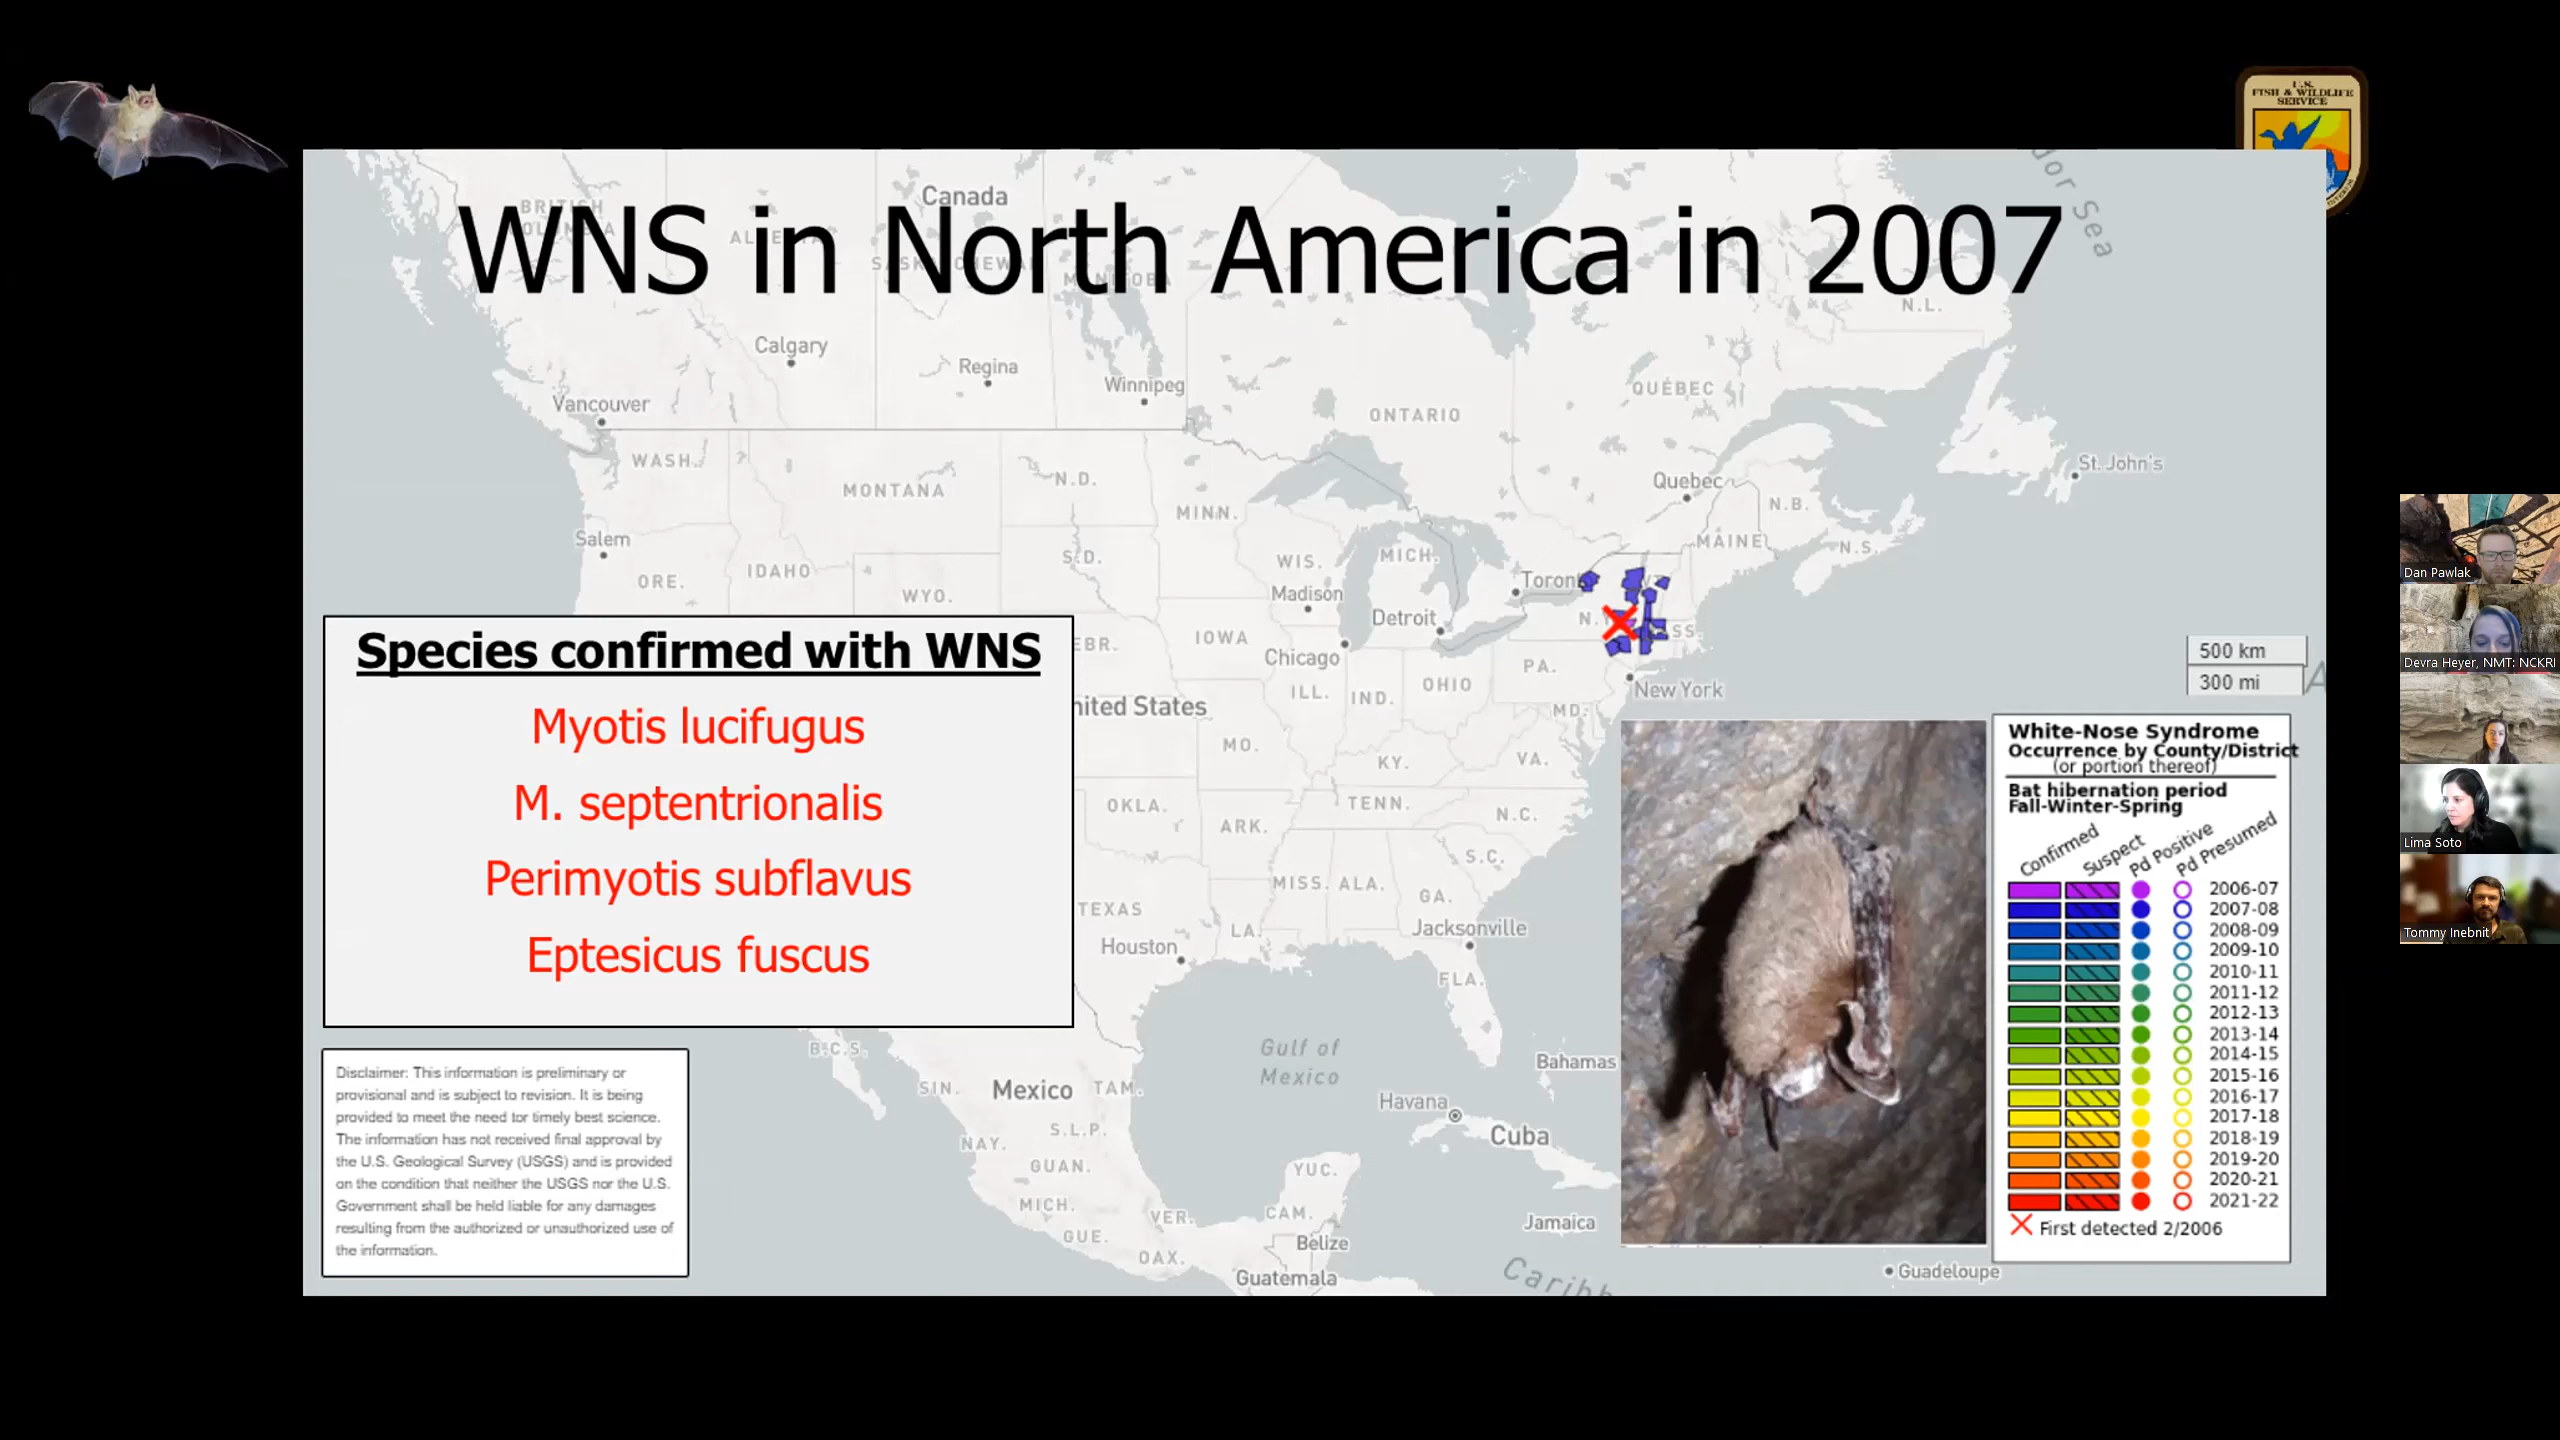 U.S.
FISH & WILDLIFE
SERVICE
WNS in North America in 2007
Canada
BRITISH
SASKATCHEWAN
MANITOBA
dor Sea
N.L.
Calgary
Regina
Winnipeg
Vancouver
ONTARIO
QUÉBEC
WASH.
MONTANA
N.D.
MINN.
Quebec
N.B.
St. John's
Salem
ORE.
IDAHO
WYO.
S.D.
WIS.
Madison
MICH.
Detroit
MAINE
N.S.
IOWA
Chicago
ILL.
IND.
OHIO
PA.
New York
MD.
500 km
300 mi
Species confirmed with WNS
Myotis lucifugus
M. septentrionalis
Perimyotis subflavus
Eptesicus fuscus
EBR.
nited States
MO.
KY.
VA.
OKLA.
ARK.
TENN.
N.C.
S.C.
MISS.
ALA.
GA.
TEXAS
LA.
Jacksonville
Houston
FLA.
Gulf of
Mexico
Bahamas
Havana
Cuba
B.C.S.
SIN.
Mexico
TAM.
NAY.
S.L.P.
GUAN.
YUC.
MICH.
VER.
CAM.
GUE.
OAX.
Belize
Guatemala
Jamaica
Caribb
Guadeloupe
Disclaimer: This information is preliminary or
provisional and is subject to revision. It is being
provided to meet the need for timely best science.
The information has not received final approval by
the U.S. Geological Survey (USGS) and is provided
on the condition that neither the USGS nor the U.S.
Government shall be held liable for any damages
resulting from the authorized or unauthorized use of
the information.
White-Nose Syndrome
Occurrence by County/District
(or portion thereof)
Bat hibernation period
Fall-Winter-Spring
Confirmed
Suspect
Pd Positive
Pd Presumed
2006-07
2007-08
2008-09
2009-10
2010-11
2011-12
2012-13
2013-14
2014-15
2015-16
2016-17
2017-18
2018-19
2019-20
2020-21
2021-22
First detected 2/2006
Dan Pawlak
Devra Heyer, NMT: NCKRI
Lima Soto
Tommy Inebnit